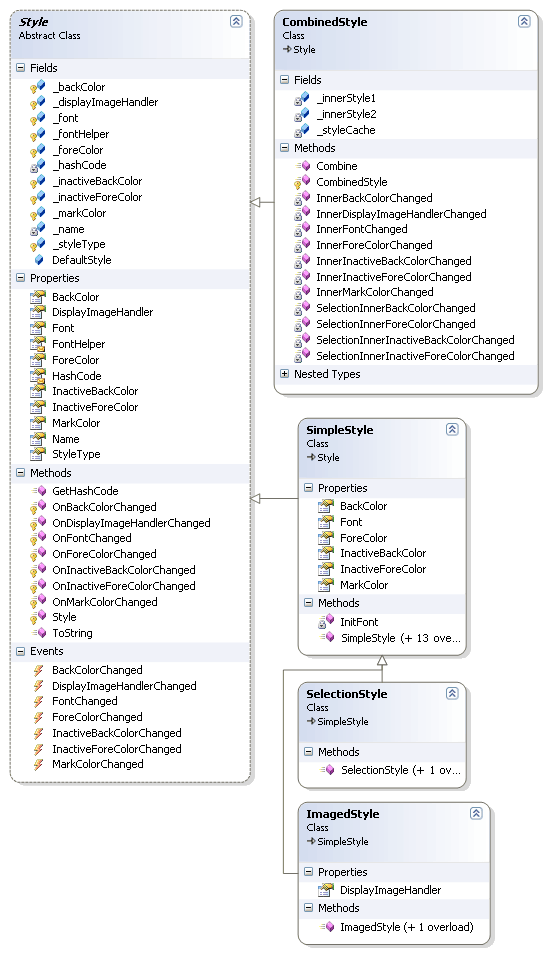 Style
Abstract Class
Fields
_backColor
_displayImageHandler
_font
_fontHelper
_foreColor
_hashCode
_inactiveBackColor
_inactiveForeColor
_markColor
_name
_styleType
DefaultStyle
Properties
BackColor
DisplayImageHandler
Font
FontHelper
ForeColor
HashCode
InactiveBackColor
InactiveForeColor
MarkColor
Name
StyleType
Methods
GetHashCode
OnBackColorChanged
OnDisplayImageHandlerChanged
OnFontChanged
OnForeColorChanged
OnInactiveBackColorChanged
OnInactiveForeColorChanged
OnMarkColorChanged
Style
ToString
Events
BackColorChanged
DisplayImageHandlerChanged
FontChanged
ForeColorChanged
InactiveBackColorChanged
InactiveForeColorChanged
MarkColorChanged
CombinedStyle
Class
Style
Fields
_innerStyle1
_innerStyle2
_styleCache
Methods
Combine
CombinedStyle
InnerBackColorChanged
InnerDisplayImageHandlerChanged
InnerFontChanged
InnerForeColorChanged
InnerInactiveBackColorChanged
InnerInactiveForeColorChanged
InnerMarkColorChanged
SelectionInnerBackColorChanged
SelectionInnerForeColorChanged
SelectionInnerInactiveBackColorChanged
SelectionInnerInactiveForeColorChanged
Nested Types
SimpleStyle
Class
Style
Properties
BackColor
Font
ForeColor
InactiveBackColor
InactiveForeColor
MarkColor
Methods
InitFont
SimpleStyle (+ 13 ove...
SelectionStyle
Class
SimpleStyle
Methods
SelectionStyle (+ 1 ov...
ImagedStyle
Class
SimpleStyle
Properties
DisplayImageHandler
Methods
ImagedStyle (+ 1 overload)